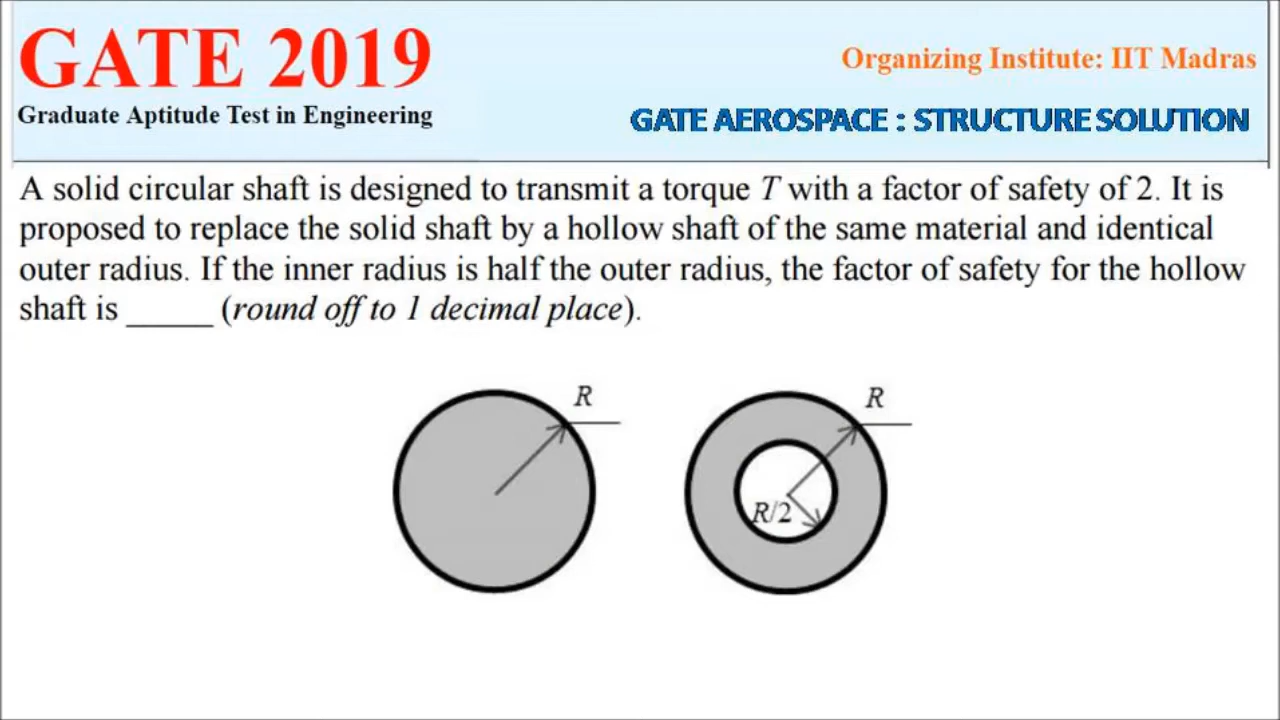 GATE 2019
Graduate Aptitude Test in Engineering
Organizing Institute: IIT Madras
GATE AEROSPACE : STRUCTURE SOLUTION
A solid circular shaft is designed to transmit a torque T with a factor of safety of 2. It is
proposed to replace the solid shaft by a hollow shaft of the same material and identical
outer radius. If the inner radius is half the outer radius, the factor of safety for the hollow
shaft is _____ (round off to 1 decimal place).
R
R
R/2